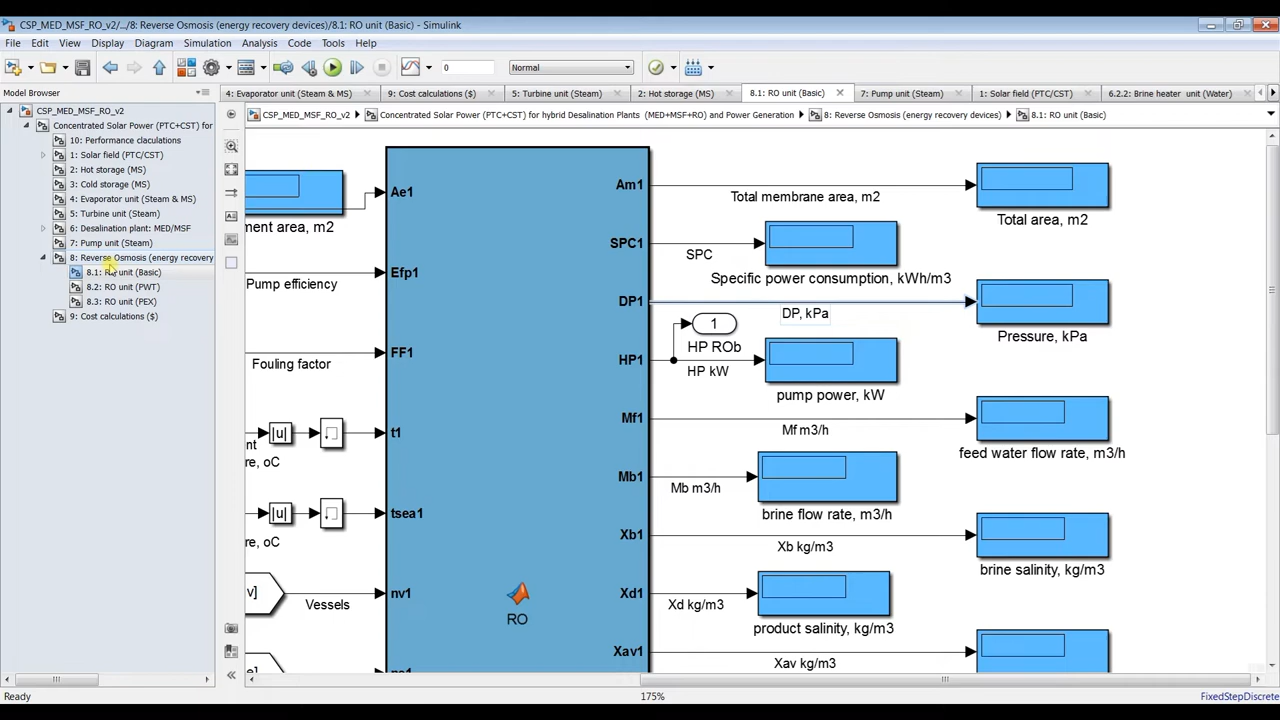 CSP_MED_MSF_RO_v2/.../8: Reverse Osmosis (energy recovery devices)/8.1: RO unit (Basic) - Simulink
File Edit View Display Diagram Simulation Analysis Code Tools Help
0
Normal
Model Browser
4: Evaporator unit (Steam & MS)
9: Cost calculations ($)
5: Turbine unit (Steam)
2: Hot storage (MS)
8.1: RO unit (Basic)
7: Pump unit (Steam)
1: Solar field (PTC/CST)
6.2.2: Brine heater unit (Water)
CSP_MED_MSF_RO_v2
Concentrated Solar Power (PTC+CST) for hybrid Desalination Plants (MED+MSF+RO) and Power Generation
8: Reverse Osmosis (energy recovery devices)
8.1: RO unit (Basic)
CSP_MED_MSF_RO_v2
Concentrated Solar Power (PTC+CST) for
10: Performance claculations
1: Solar field (PTC/CST)
2: Hot storage (MS)
3: Cold storage (MS)
4: Evaporator unit (Steam & MS)
5: Turbine unit (Steam)
6: Desalination plant: MED/MSF
7: Pump unit (Steam)
8: Reverse Osmosis (energy recovery
8.1: RO unit (Basic)
8.2: RO unit (PWT)
8.3: RO unit (PEX)
9: Cost calculations ($)
Ae1
ment area, m2
Efp1
Pump efficiency
FF1
Fouling factor
|u|
t1
nt
re, oC
|u|
tsea1
re, oC
v]
Vessels
nv1
RO
Am1
Total membrane area, m2
Total area, m2
SPC1
SPC
Specific power consumption, kWh/m3
DP1
DP, kPa
Pressure, kPa
1
HP ROb
HP1
HP kW
pump power, kW
Mf1
Mf m3/h
feed water flow rate, m3/h
Mb1
Mb m3/h
brine flow rate, m3/h
Xb1
Xb kg/m3
brine salinity, kg/m3
Xd1
Xd kg/m3
product salinity, kg/m3
Xav1
Xav kg/m3
Ready
175%
FixedStepDiscrete